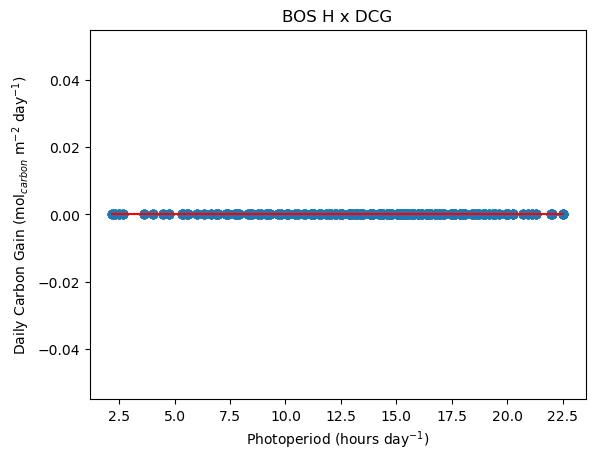 BOS H x DCG
Daily Carbon Gain (mol_carbon m⁻² day⁻¹)
0.04
0.02
0.00
−0.02
−0.04
2.5 5.0 7.5 10.0 12.5 15.0 17.5 20.0 22.5
Photoperiod (hours day⁻¹)